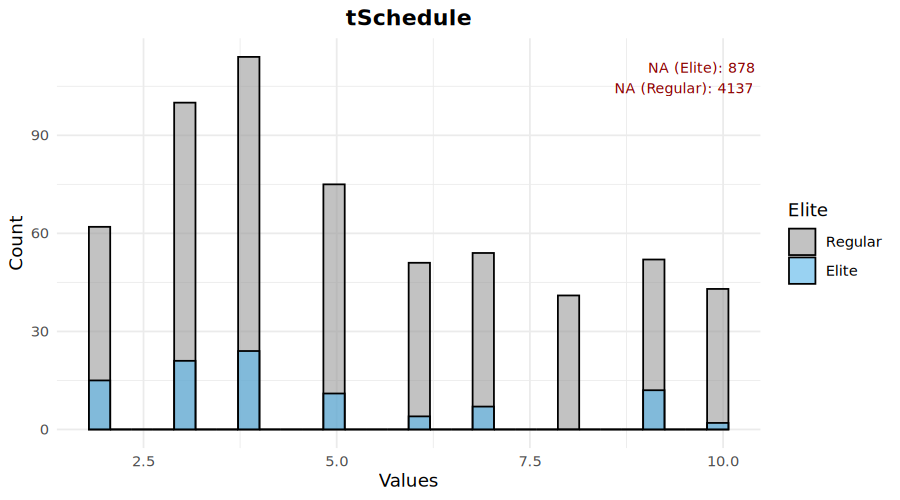 tSchedule
NA (Elite): 878
NA (Regular): 4137
90
60
30
0
Count
2.5 5.0 7.5 10.0
Values
Elite
Regular
Elite